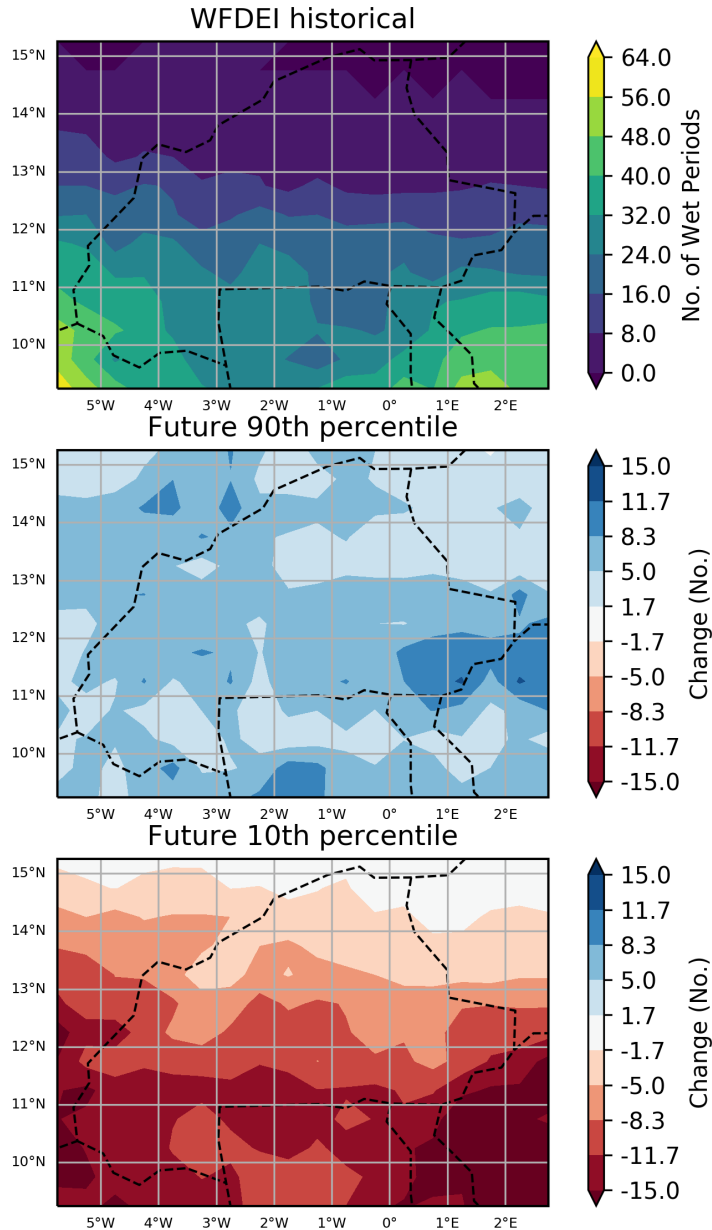 WFDEI historical
15°N
14°N
13°N
12°N
11°N
10°N
5°W 4°W 3°W 2°W 1°W 0° 1°E 2°E
64.0
56.0
48.0
40.0
32.0
24.0
16.0
8.0
0.0
No. of Wet Periods
Future 90th percentile
15°N
14°N
13°N
12°N
11°N
10°N
5°W 4°W 3°W 2°W 1°W 0° 1°E 2°E
15.0
11.7
8.3
5.0
1.7
-1.7
-5.0
-8.3
-11.7
-15.0
Change (No.)
Future 10th percentile
15°N
14°N
13°N
12°N
11°N
10°N
5°W 4°W 3°W 2°W 1°W 0° 1°E 2°E
15.0
11.7
8.3
5.0
1.7
-1.7
-5.0
-8.3
-11.7
-15.0
Change (No.)